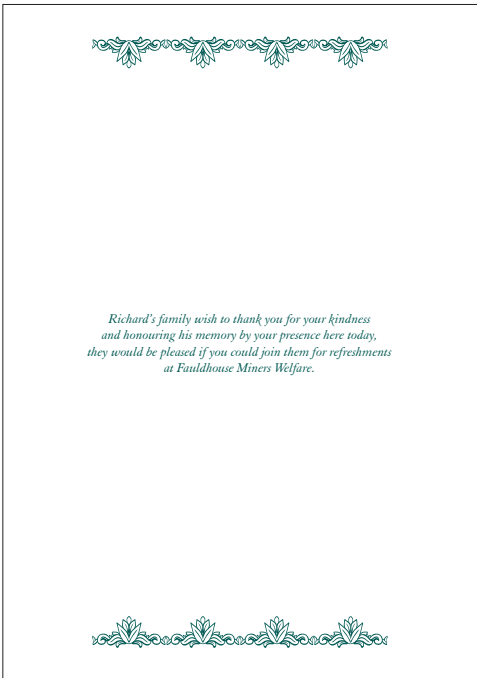 Richard's family wish to thank you for your kindness
and honouring his memory by your presence here today,
they would be pleased if you could join them for refreshments
at Fauldhouse Miners Welfare.